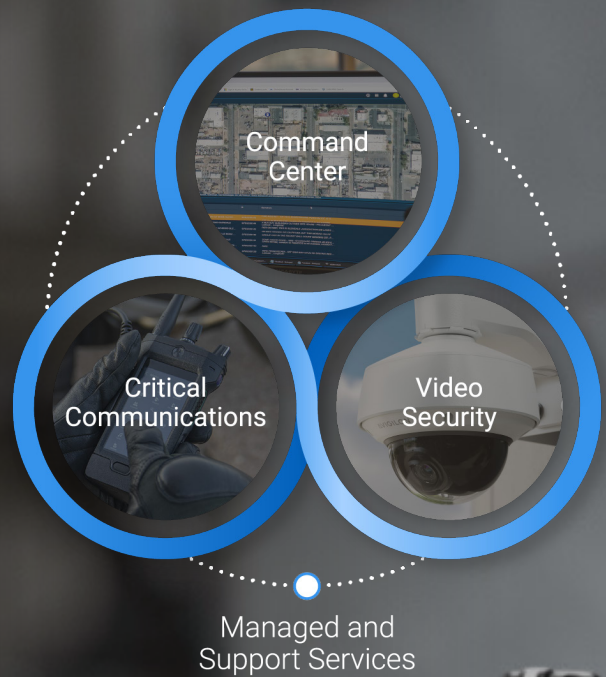 Command
Center
Critical
Communications
Video
Security
Managed and
Support Services